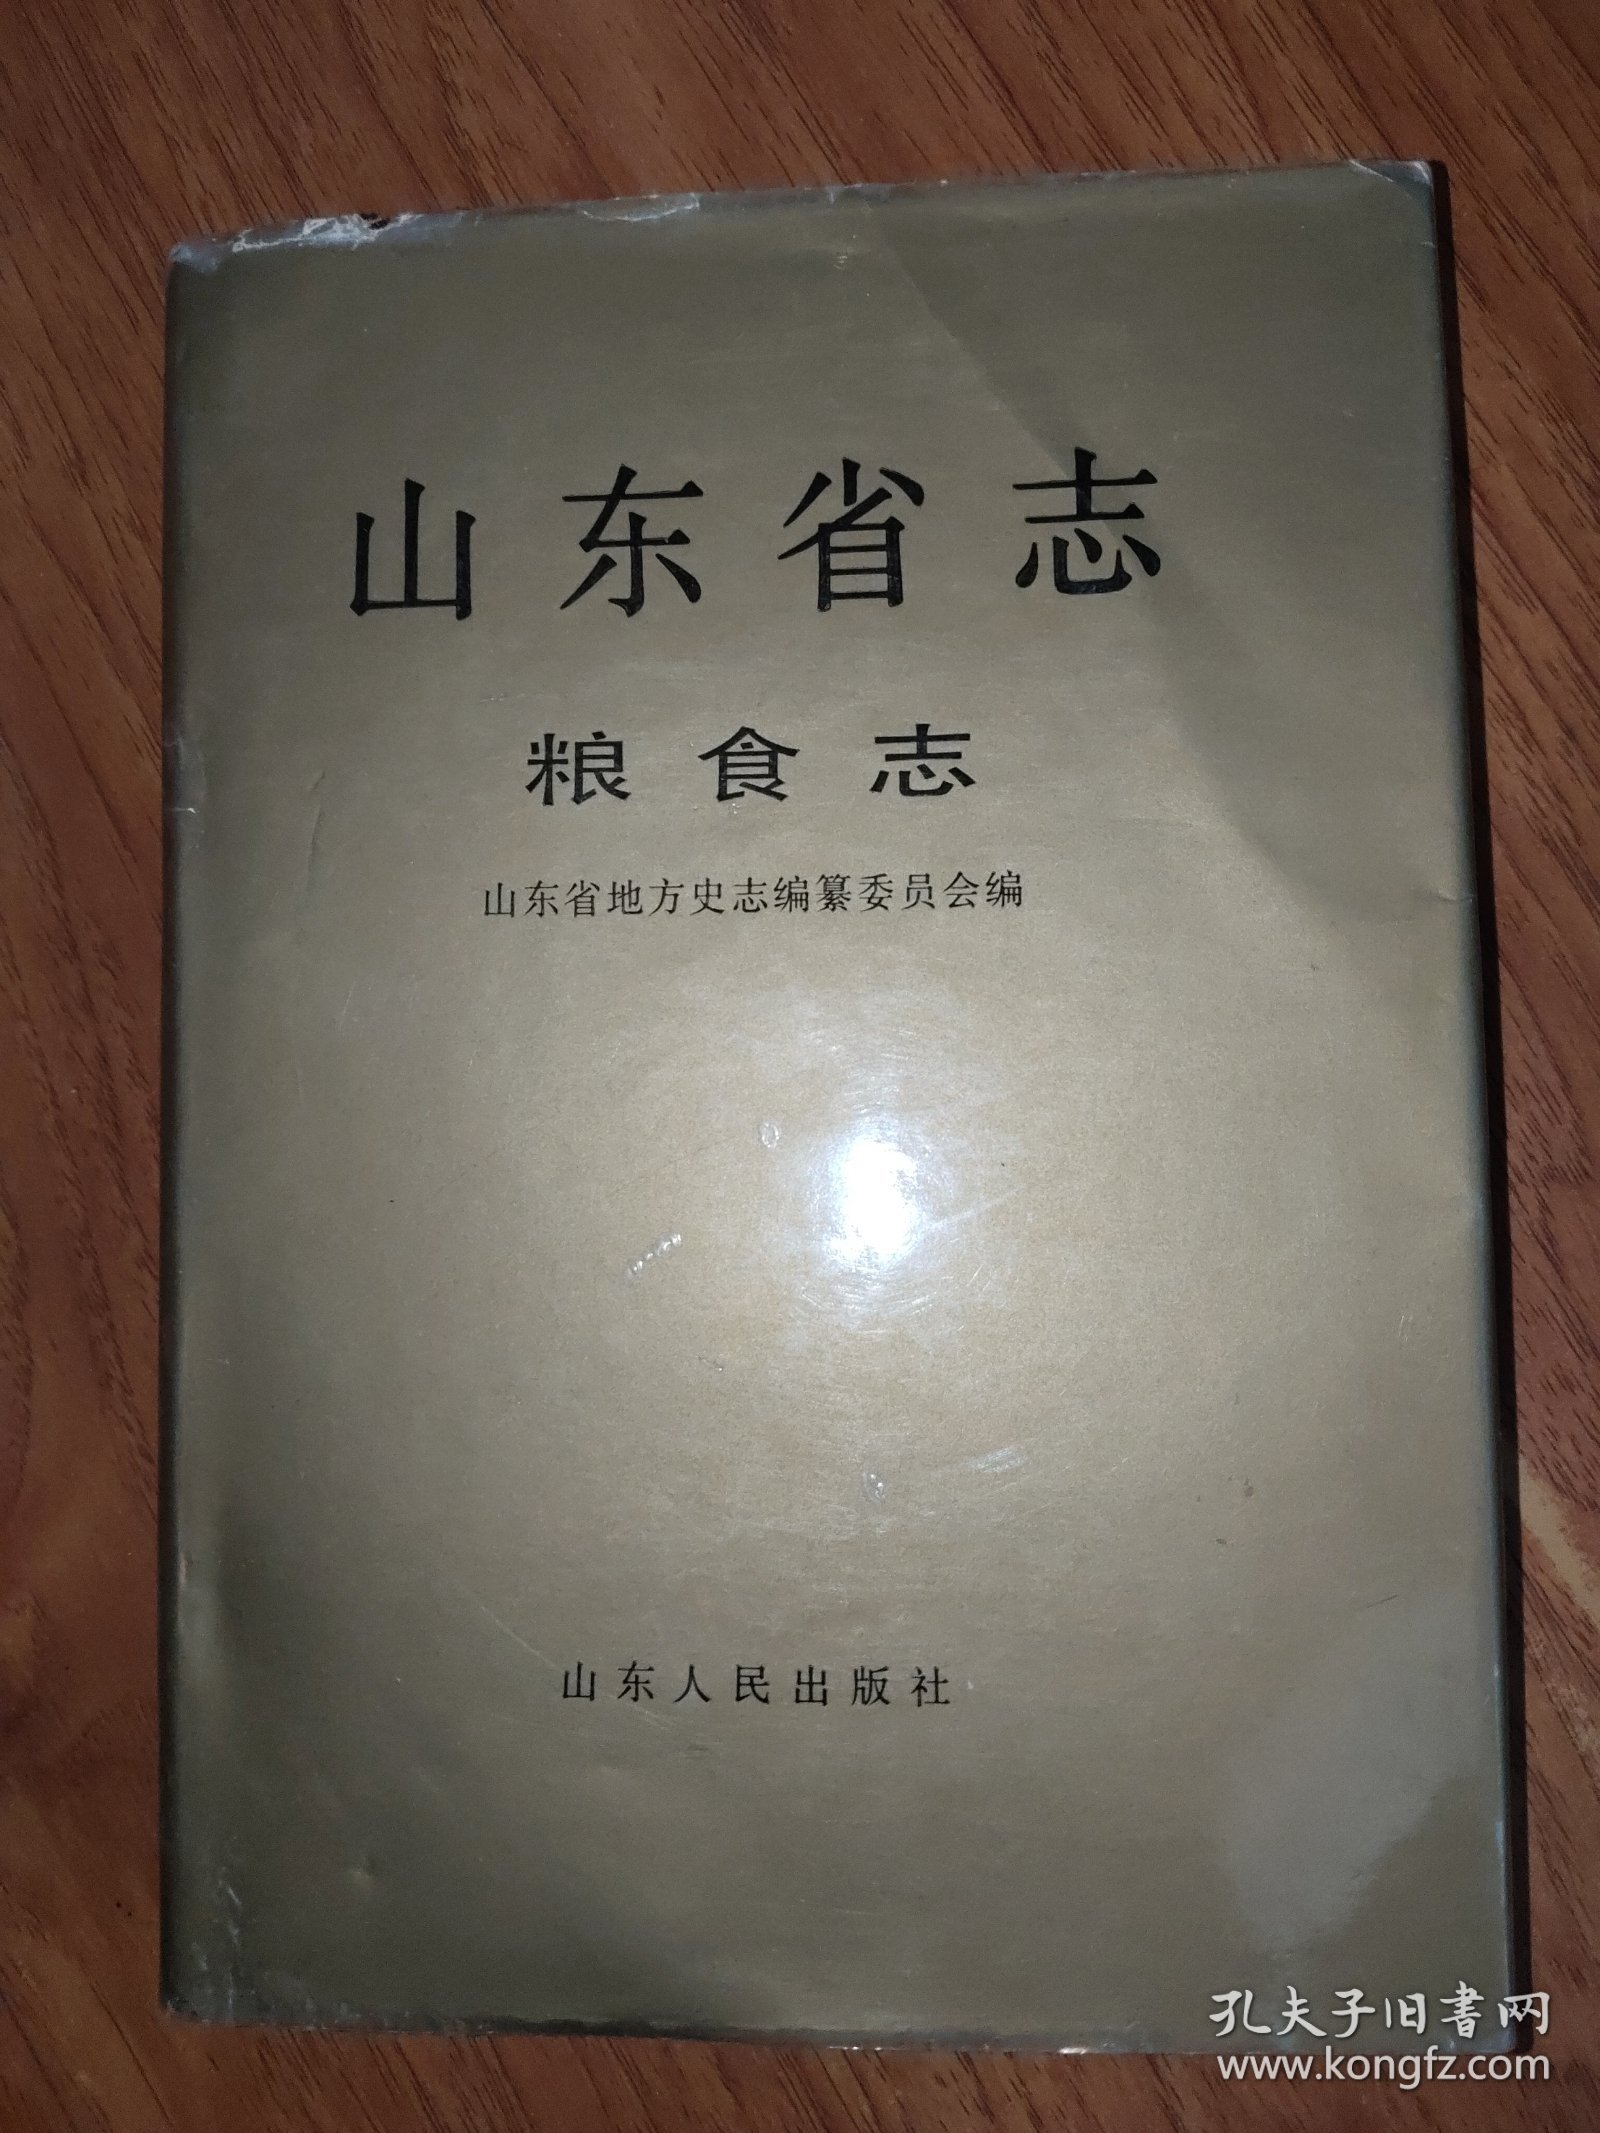 山东省志
粮食志
山东省地方史志编纂委员会编
山东人民出版社
孔夫子旧書网
www.kongfz.com